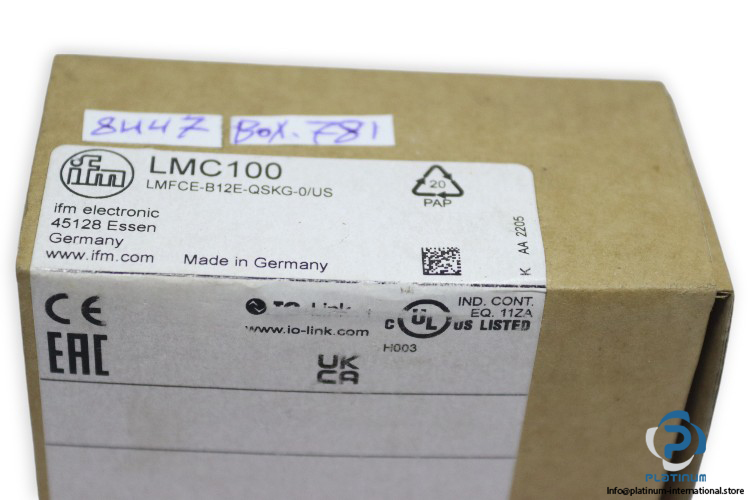 8447 BOX.781
ifm
LMC100
LMFCE-B12E-QSKG-0/US
ifm electronic
45128 Essen
Germany
www.ifm.com
Made in Germany
20
PAP
K AA 2205
CE
EAC
IO-Link
www.io-link.com
UK
CA
C UL US LISTED
IND. CONT.
EQ. 11ZA
H003
PLATINUM
Info@platinum-international.store